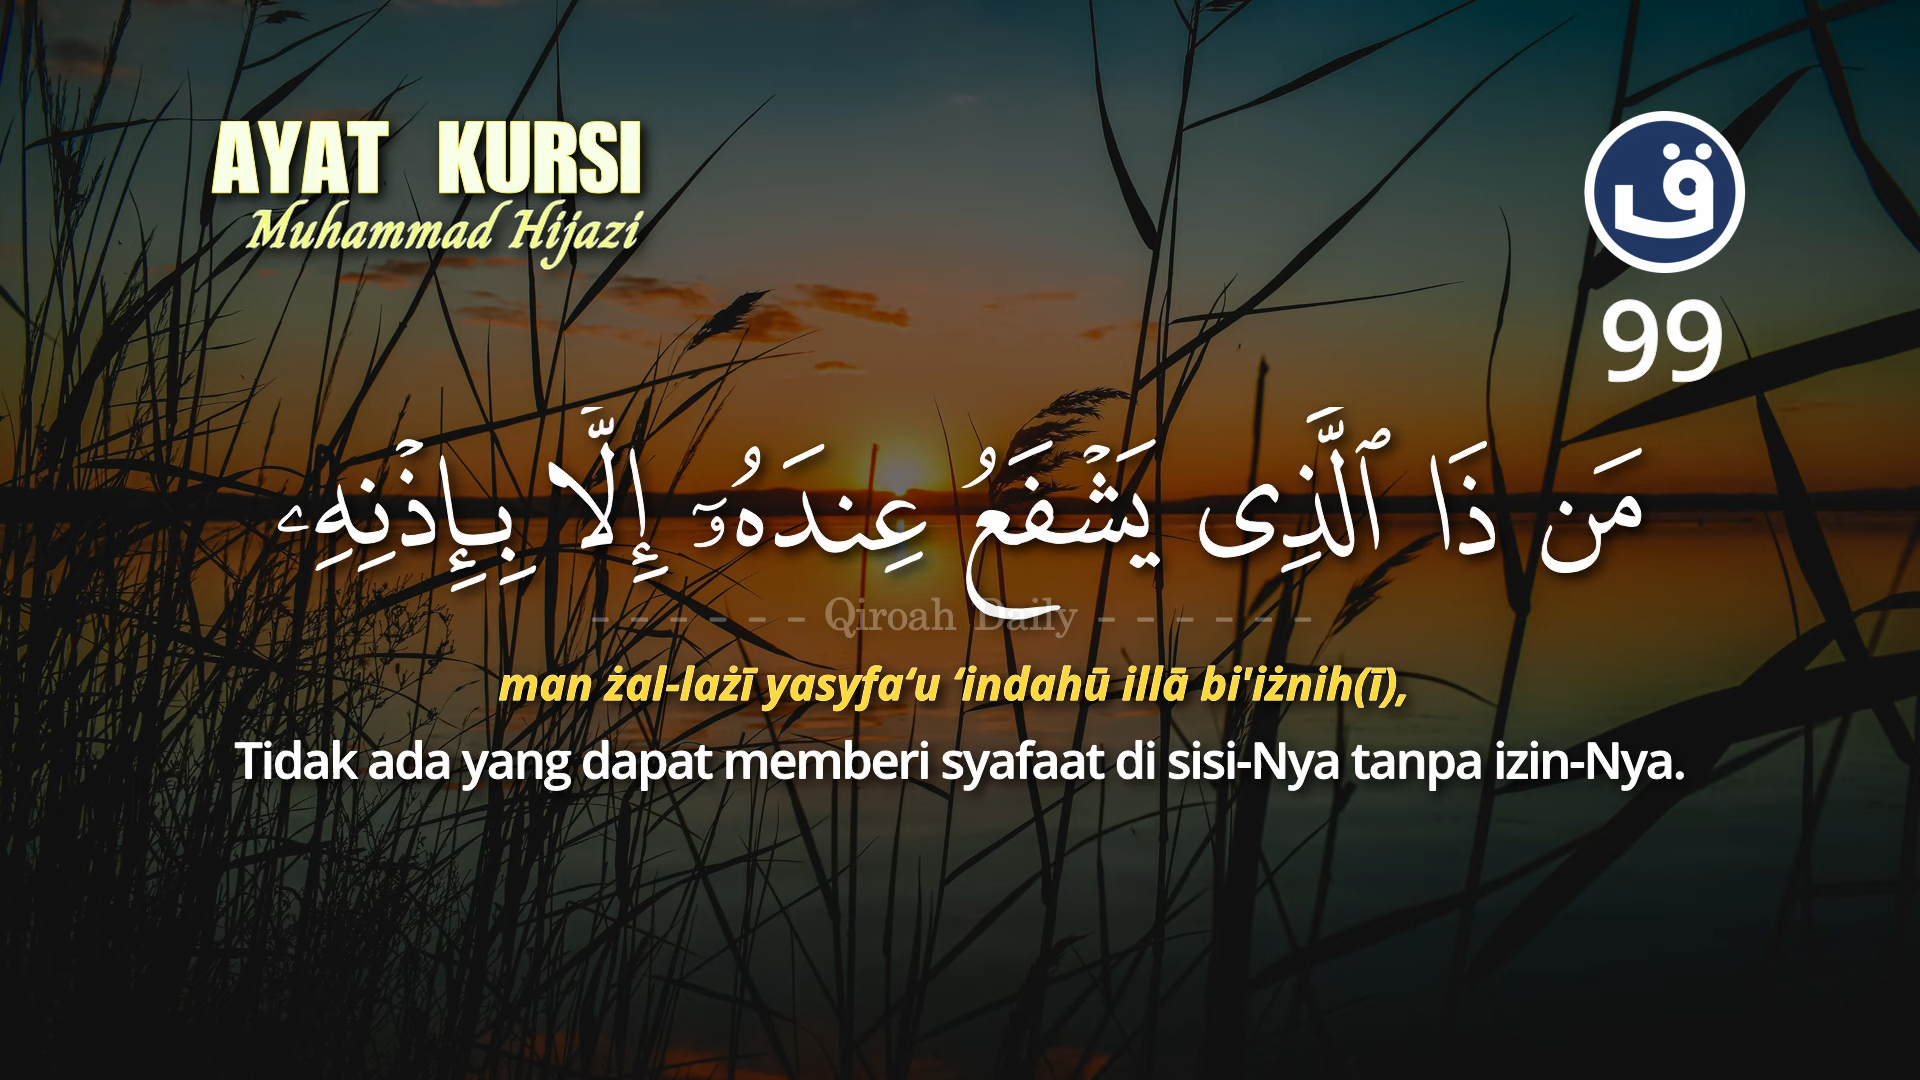 AYAT KURSI
Muhammad Hijazi
ق
99
مَن ذَا ٱلَّذِى يَشْفَعُ عِندَهُۥٓ إِلَّا بِإِذْنِهِۦ
- - - - - - Qiroah Daily - - - - - -
man żal-lażī yasyfa‘u ‘indahū illā bi'iżnih(ī),
Tidak ada yang dapat memberi syafaat di sisi-Nya tanpa izin-Nya.